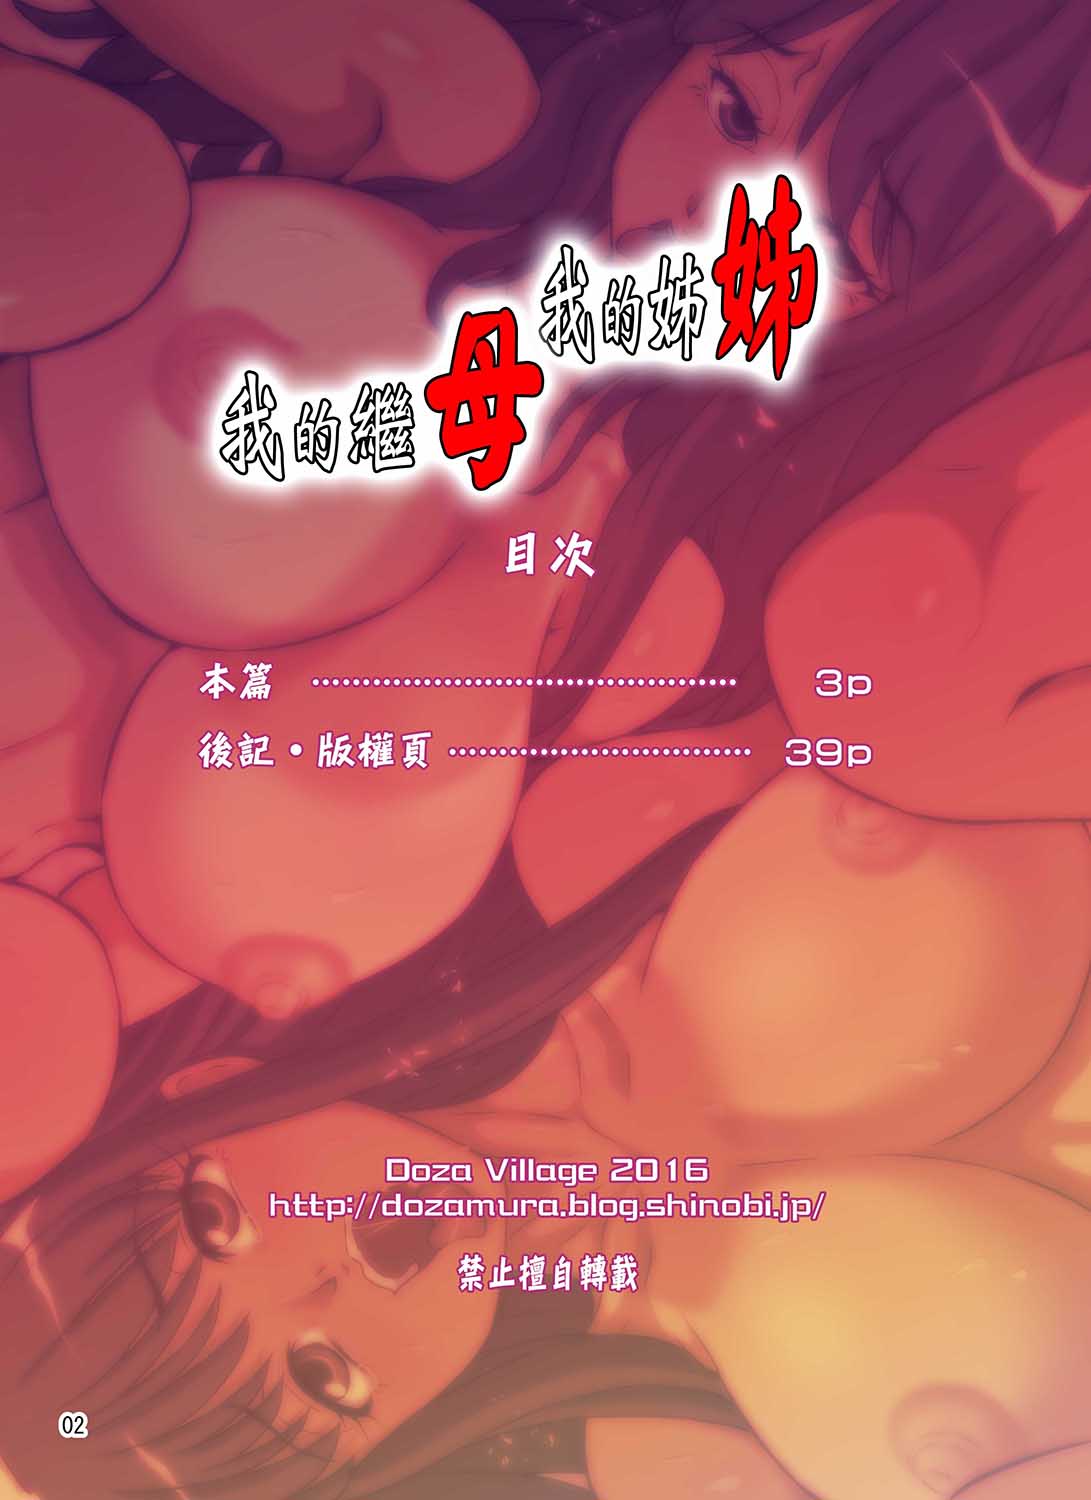 我的繼母我的姊姊
目次
本篇 ………………………………… 3p
後記・版權頁 ……………………… 39p
Doza Village 2016
http://dozamura.blog.shinobi.jp/
禁止擅自轉載
02